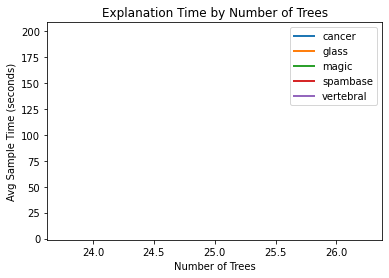 Explanation Time by Number of Trees
200
175
150
125
100
75
50
25
0
Avg Sample Time (seconds)
cancer
glass
magic
spambase
vertebral
24.0 24.5 25.0 25.5 26.0
Number of Trees